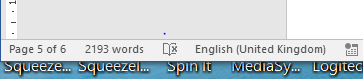 Page 5 of 6 2193 words English (United Kingdom)
Squeeze... Squeezel... Spin It MediaSy... Logitec